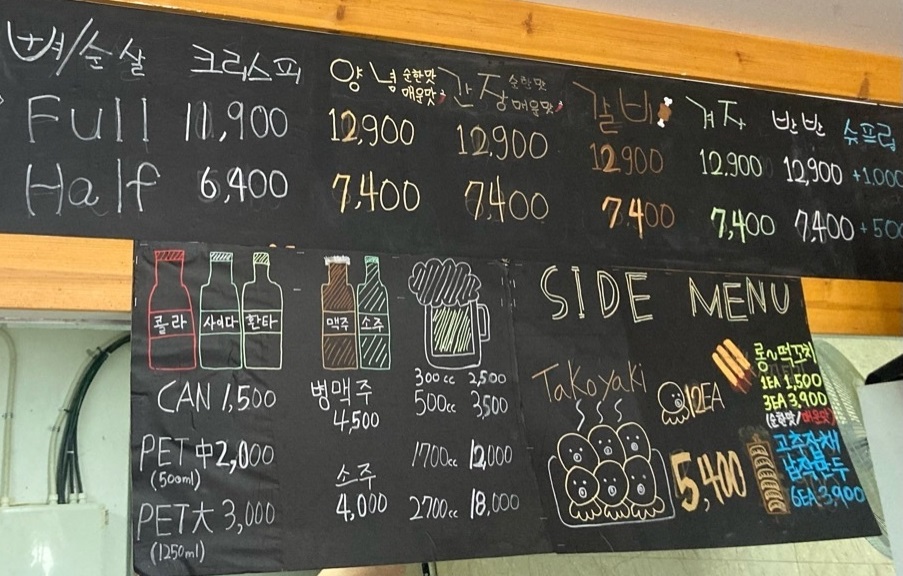 뼈/순살 크리스피 양념 순한맛 매운맛 간장 순한맛 매운맛 갈비 겨자 반반 슈프림
Full 10,900 12,900 12,900 12,900 12,900 12,900 +1,000
Half 6,400 7,400 7,400 7,400 7,400 7,400 +500
콜라 사이다 환타
CAN 1,500
PET 中 2,000
(500ml)
PET 大 3,000
(1250ml)
맥주 소주
병맥주
4,500
소주
4,000
300cc 2,500
500cc 3,500
1700cc 12,000
2700cc 18,000
SIDE MENU
Takoyaki
12EA
5,400
롱~떡꼬치
1EA 1,500
3EA 3,900
(순한맛/매운맛)
고추잡채
납작만두
6EA 3,900